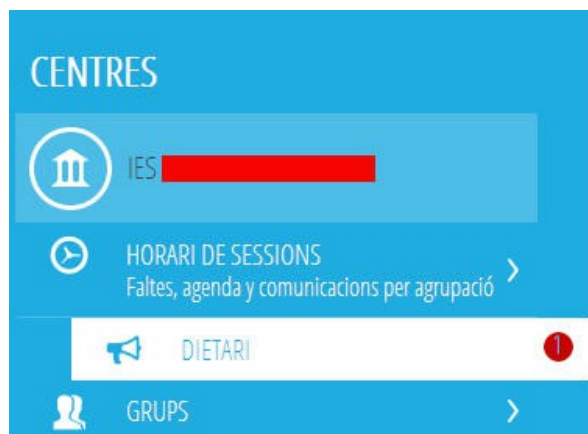 CENTRES
IES
HORARI DE SESSIONS
Faltes, agenda y comunicacions per agrupació
DIETARI
1
GRUPS